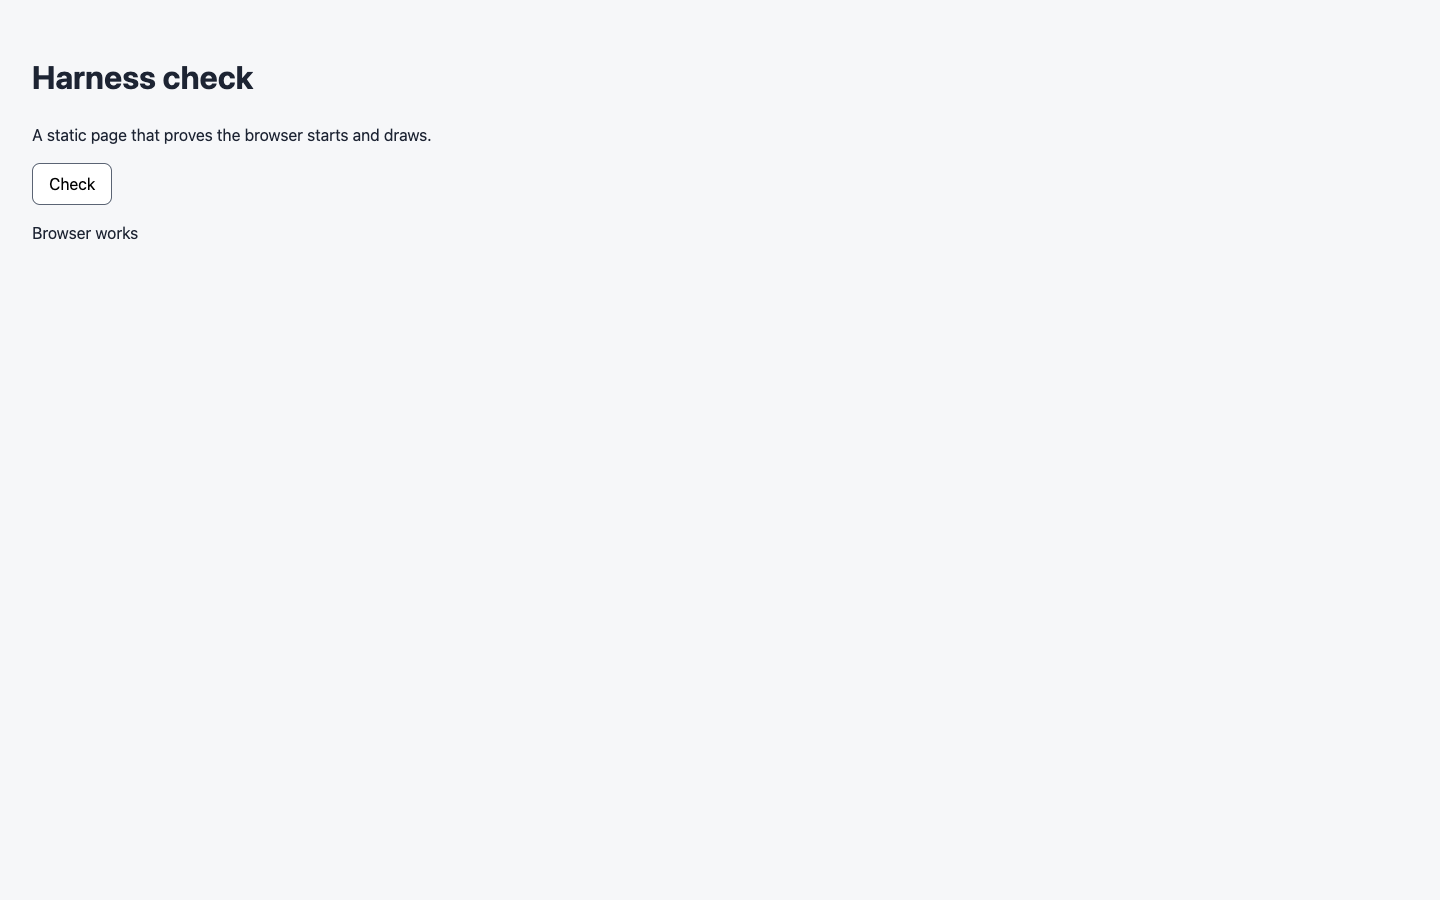 Harness check
A static page that proves the browser starts and draws.
Check
Browser works